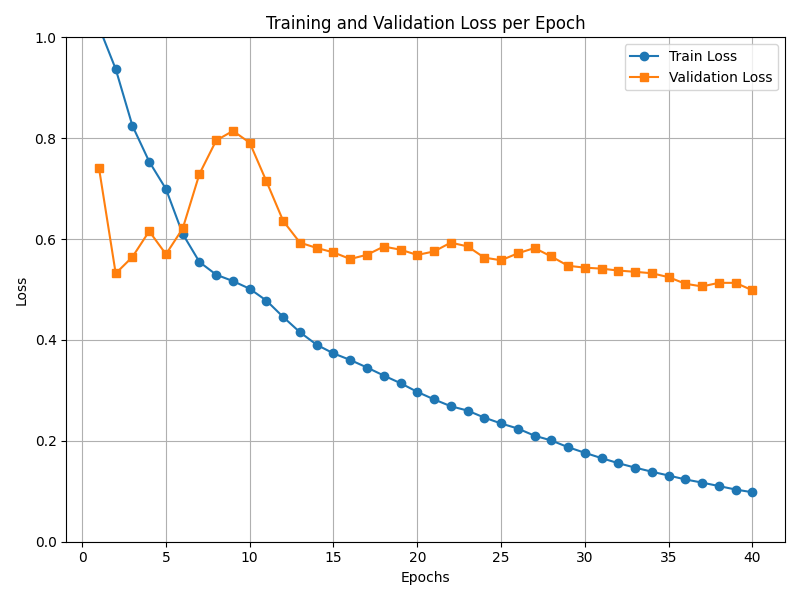 Training and Validation Loss per Epoch
Train Loss
Validation Loss
1.0
0.8
0.6
0.4
0.2
0.0
Loss
0 5 10 15 20 25 30 35 40
Epochs